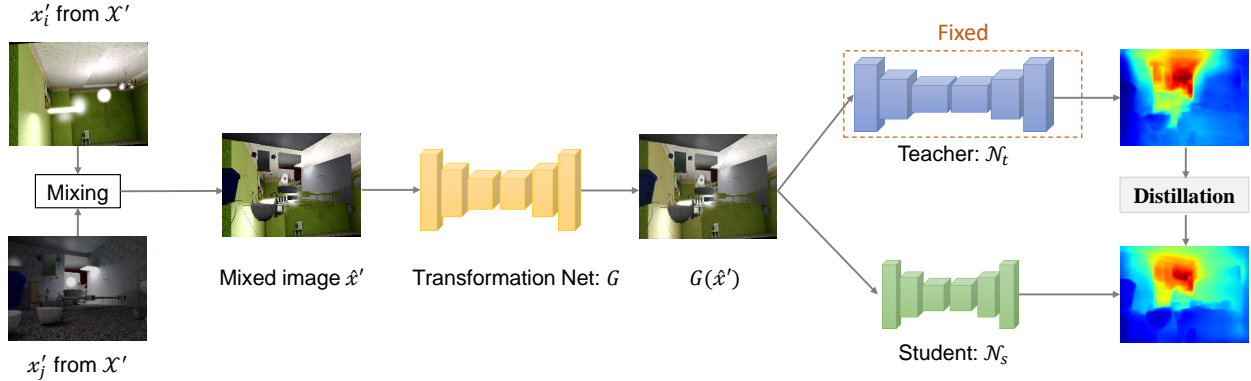 x′ᵢ from 𝒳′
Mixing
x′ⱼ from 𝒳′
Mixed image x̂′
Transformation Net: G
G(x̂′)
Fixed
Teacher: 𝒩ₜ
Student: 𝒩ₛ
Distillation